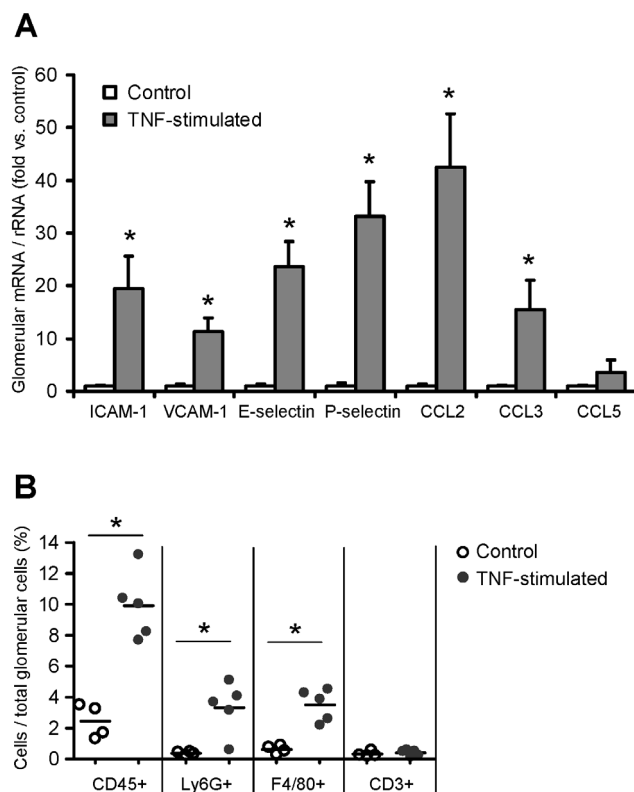 A
Glomerular mRNA / rRNA (fold vs. control)
60
50
40
30
20
10
0
Control
TNF-stimulated
* * * * * *
ICAM-1 VCAM-1 E-selectin P-selectin CCL2 CCL3 CCL5
B
Cells / total glomerular cells (%)
14
12
10
8
6
4
2
0
* * *
Control
TNF-stimulated
CD45+ Ly6G+ F4/80+ CD3+